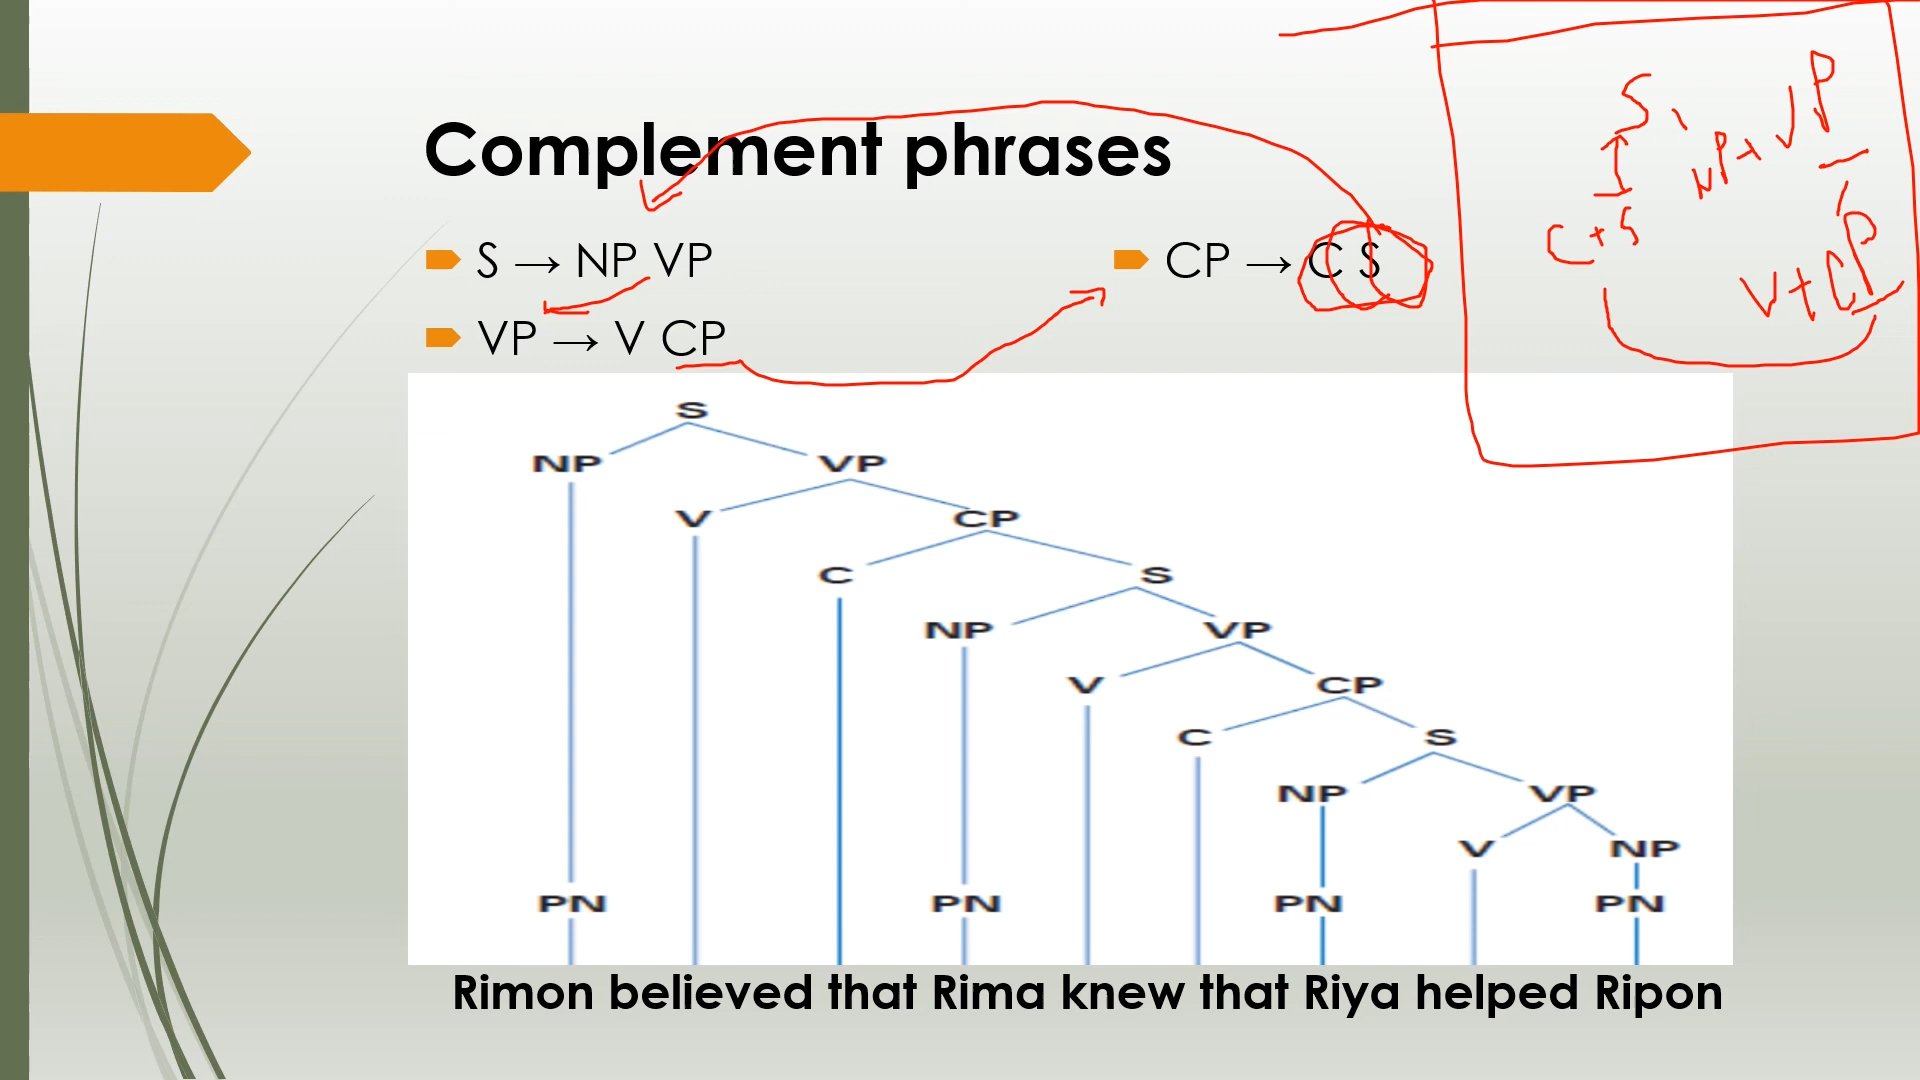 Complement phrases
S → NP VP
CP → C S
VP → V CP
S
NP + VP
C + S
V + CP
S
NP VP
V CP
C S
NP VP
V CP
C S
NP VP
V NP
PN PN PN PN
Rimon believed that Rima knew that Riya helped Ripon